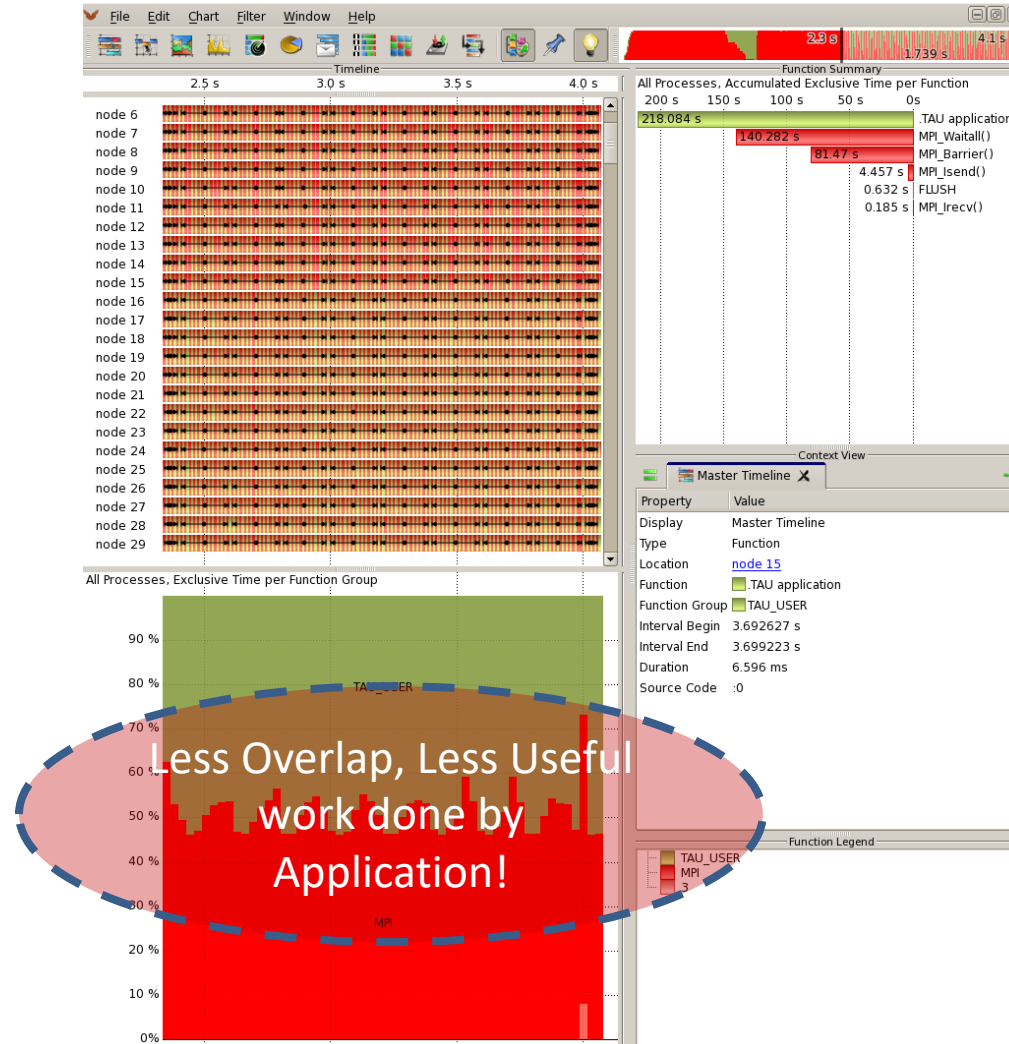 File Edit Chart Filter Window Help
2.3 s 4.1 s
1.739 s
Timeline
2.5 s 3.0 s 3.5 s 4.0 s
node 6
node 7
node 8
node 9
node 10
node 11
node 12
node 13
node 14
node 15
node 16
node 17
node 18
node 19
node 20
node 21
node 22
node 23
node 24
node 25
node 26
node 27
node 28
node 29
Function Summary
All Processes, Accumulated Exclusive Time per Function
200 s 150 s 100 s 50 s 0s
218.084 s .TAU application
140.282 s MPI_Waitall()
81.47 s MPI_Barrier()
4.457 s MPI_Isend()
0.632 s FLUSH
0.185 s MPI_Irecv()
Context View
Master Timeline
Property Value
Display Master Timeline
Type Function
Location node 15
Function .TAU application
Function Group TAU_USER
Interval Begin 3.692627 s
Interval End 3.699223 s
Duration 6.596 ms
Source Code :0
All Processes, Exclusive Time per Function Group
90 %
80 %
TAU_USER
70 %
60 %
50 %
40 %
30 %
20 %
10 %
0%
MPI
Less Overlap, Less Useful
work done by
Application!
Function Legend
TAU_USER
MPI
3